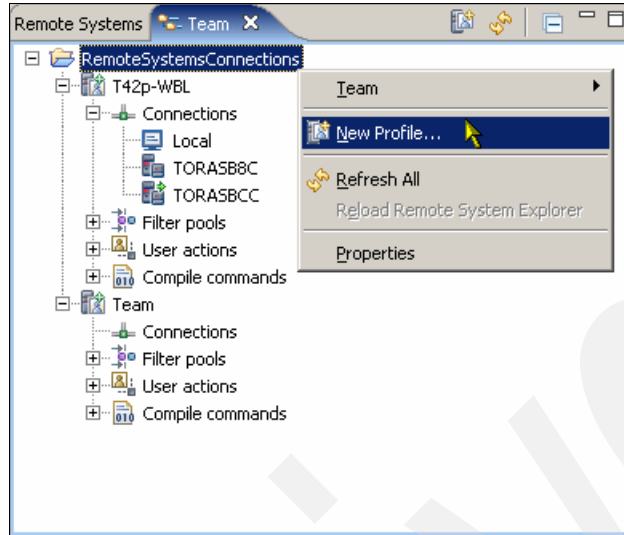 Remote Systems Team
RemoteSystemsConnections
T42p-WBL
Connections
Local
TORASB8C
TORASBCC
Filter pools
User actions
Compile commands
Team
Connections
Filter pools
User actions
Compile commands
Team
New Profile...
Refresh All
Reload Remote System Explorer
Properties